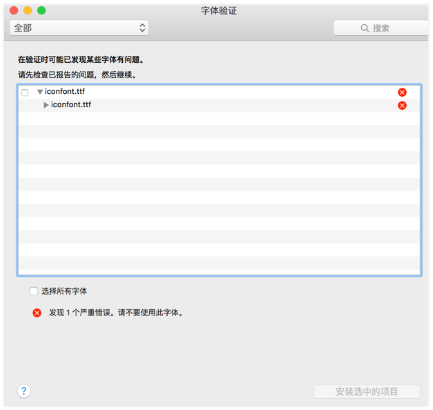 字体验证
全部
搜索
在验证时可能已发现某些字体有问题。
请先检查已报告的问题，然后继续。
iconfont.ttf
iconfont.ttf
选择所有字体
发现 1 个严重错误。请不要使用此字体。
?
安装选中的项目